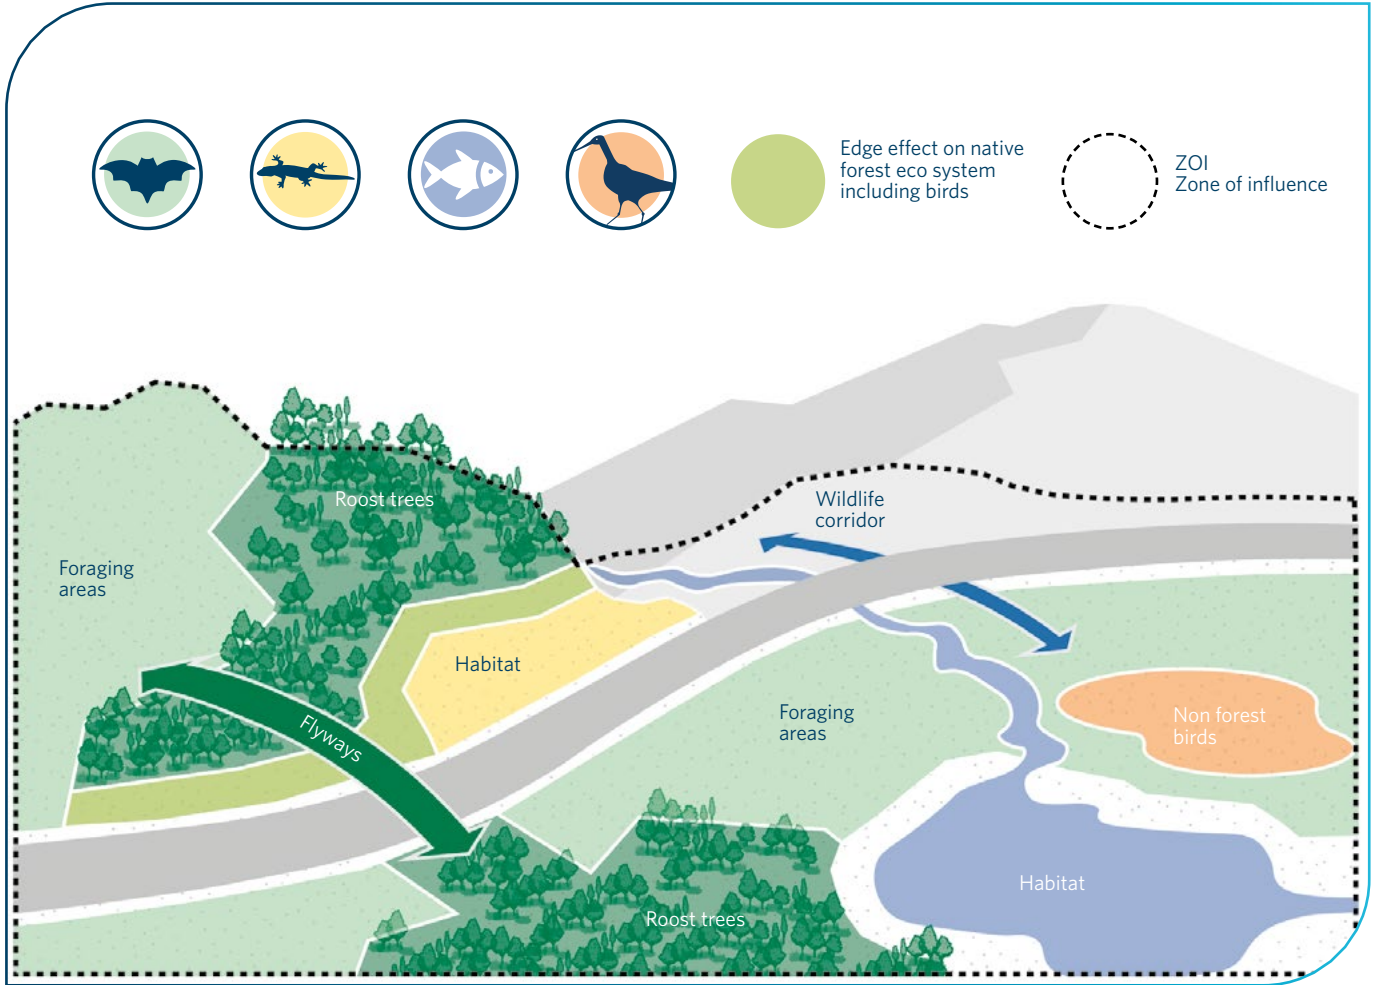 Edge effect on native
forest eco system
including birds
ZOI
Zone of influence
Roost trees
Wildlife
corridor
Foraging
areas
Habitat
Flyways
Foraging
areas
Non forest
birds
Habitat
Roost trees